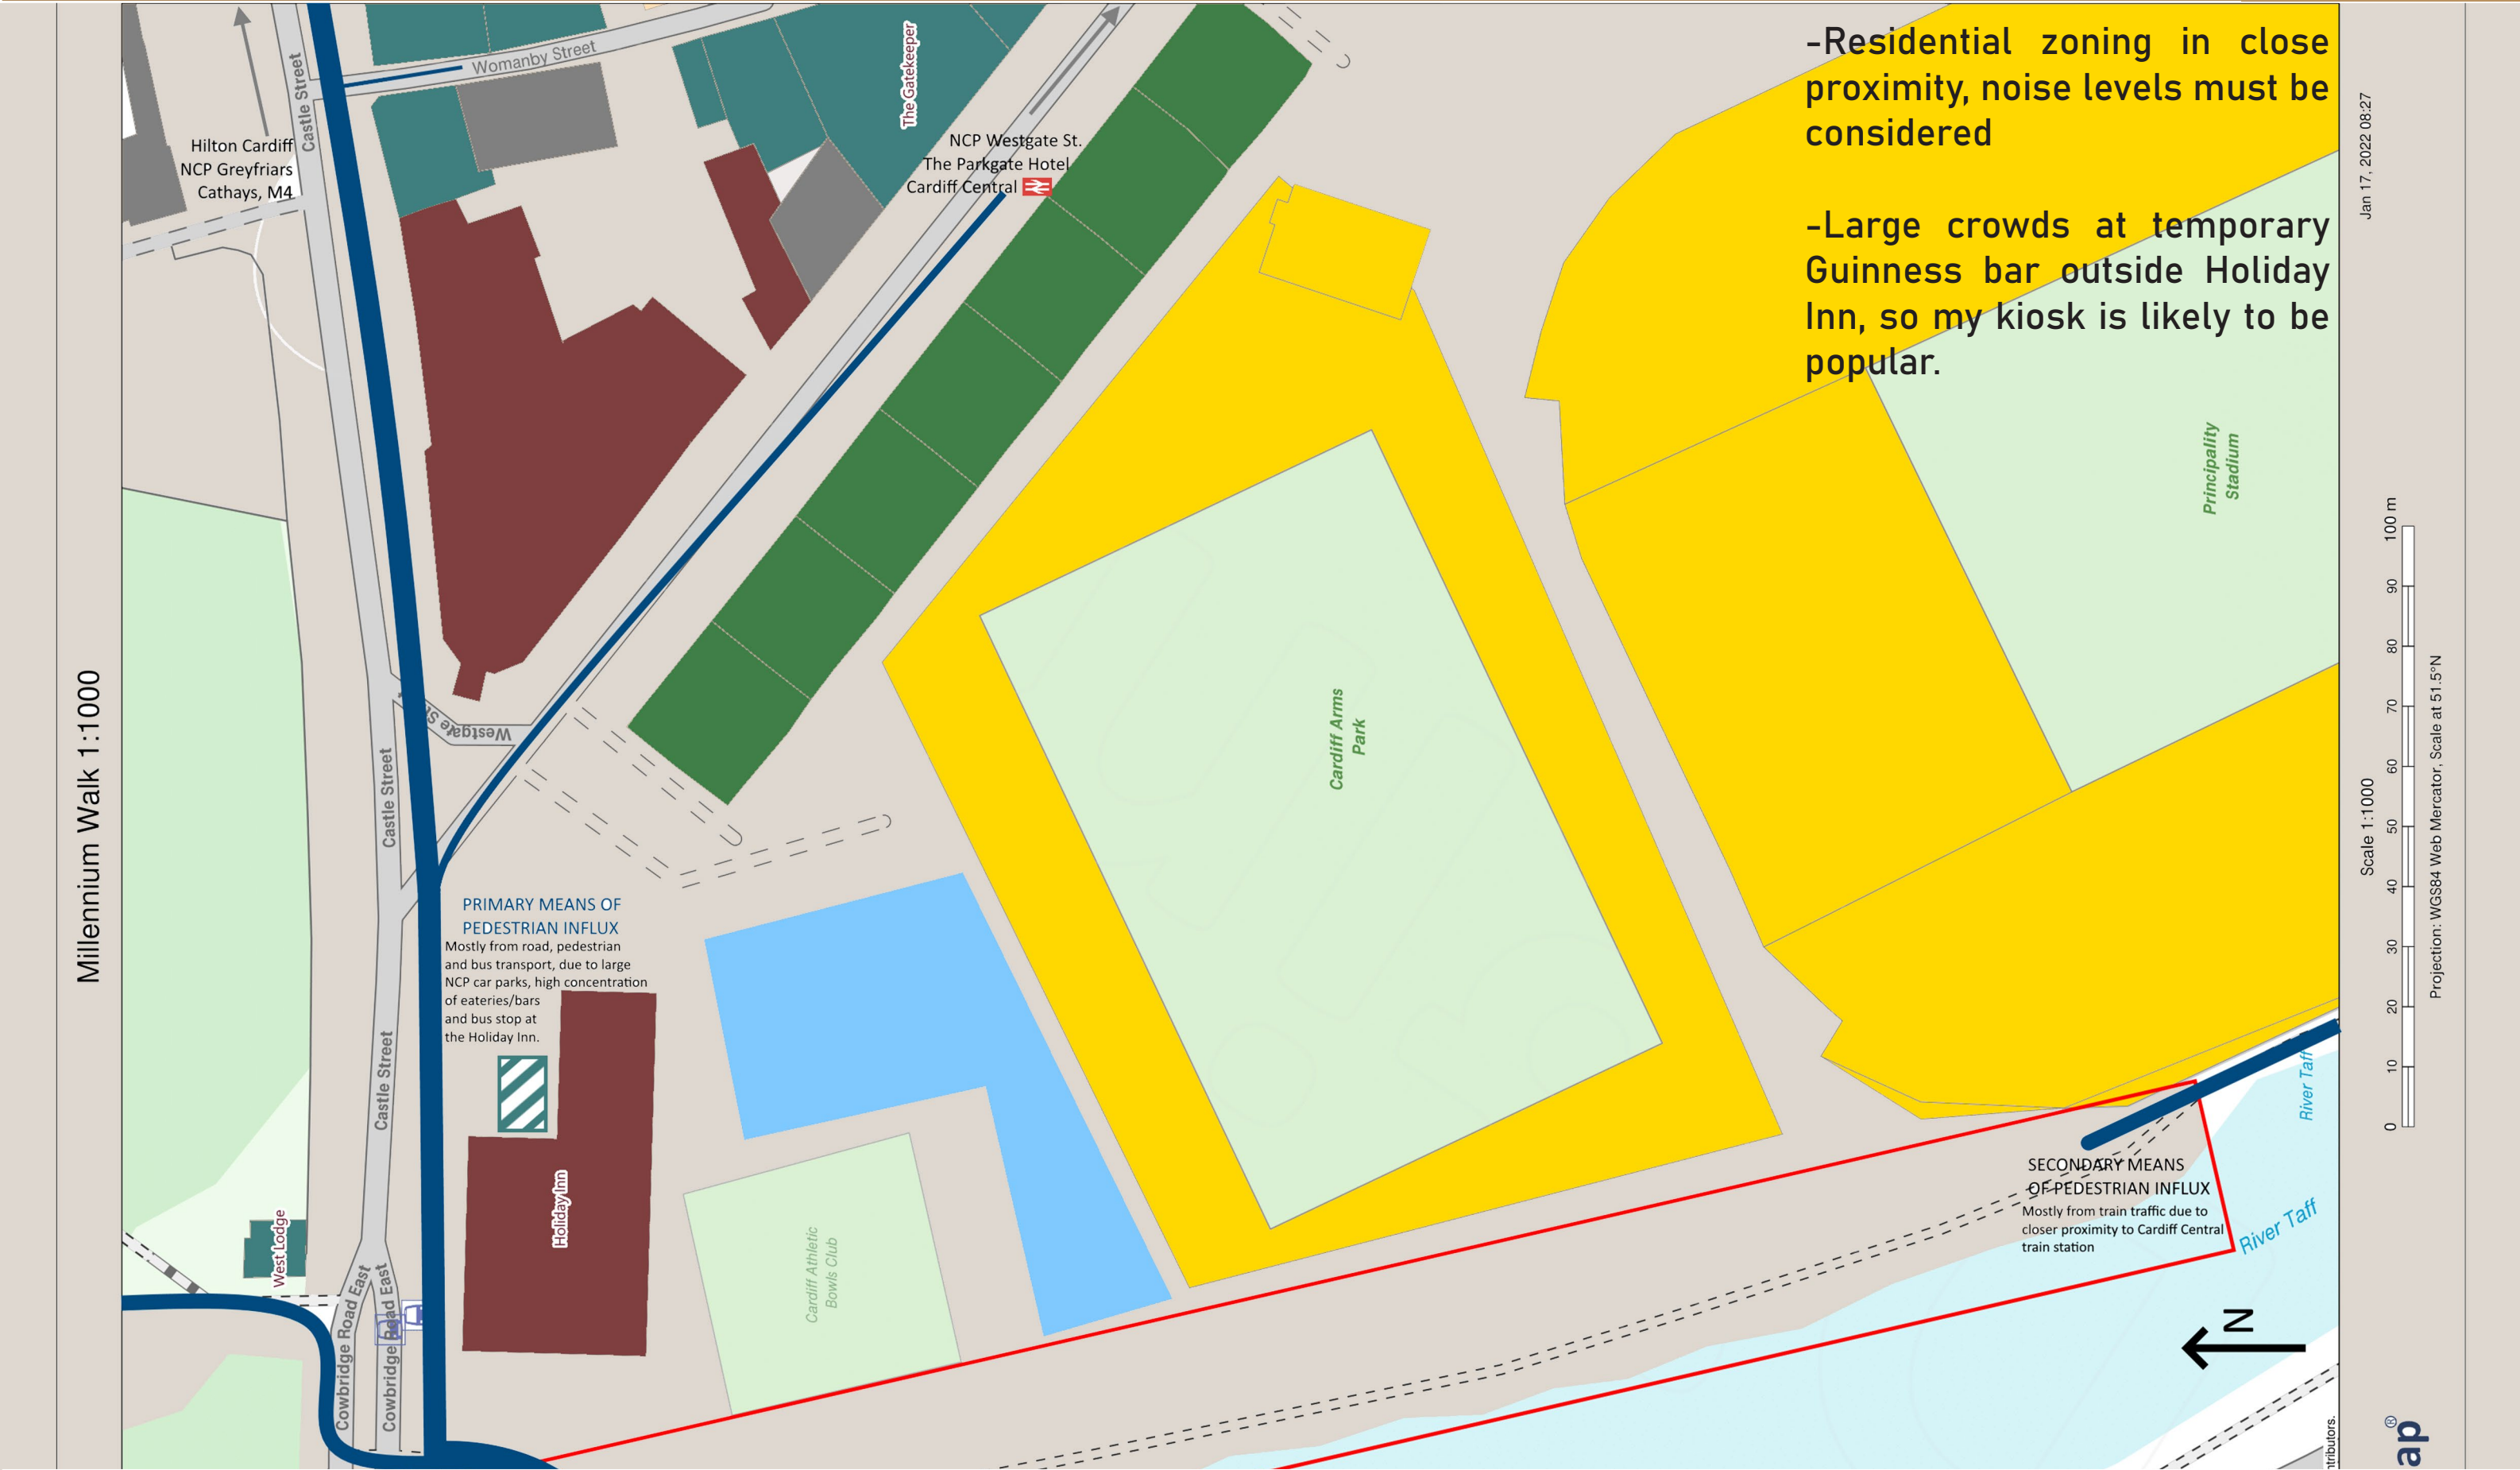 -Residential zoning in close
proximity, noise levels must be
considered
-Large crowds at temporary
Guinness bar outside Holiday
Inn, so my kiosk is likely to be
popular.
Millennium Walk 1:1000
Castle Street
Womanby Street
The Gatekeeper
Hilton Cardiff
NCP Greyfriars
Cathays, M4
NCP Westgate St.
The Parkgate Hotel
Cardiff Central
Westgate St
Castle Street
PRIMARY MEANS OF
PEDESTRIAN INFLUX
Mostly from road, pedestrian
and bus transport, due to large
NCP car parks, high concentration
of eateries/bars
and bus stop at
the Holiday Inn.
Castle Street
Holiday Inn
West Lodge
Cowbridge Road East
Cowbridge Road East
Cardiff Athletic
Bowls Club
Cardiff Arms
Park
Principality
Stadium
SECONDARY MEANS
OF PEDESTRIAN INFLUX
Mostly from train traffic due to
closer proximity to Cardiff Central
train station
River Taff
River Taff
N
Jan 17, 2022 08:27
Scale 1:1000
0 10 20 30 40 50 60 70 80 90 100 m
Projection: WGS84 Web Mercator, Scale at 51.5°N
ap®
tributors.